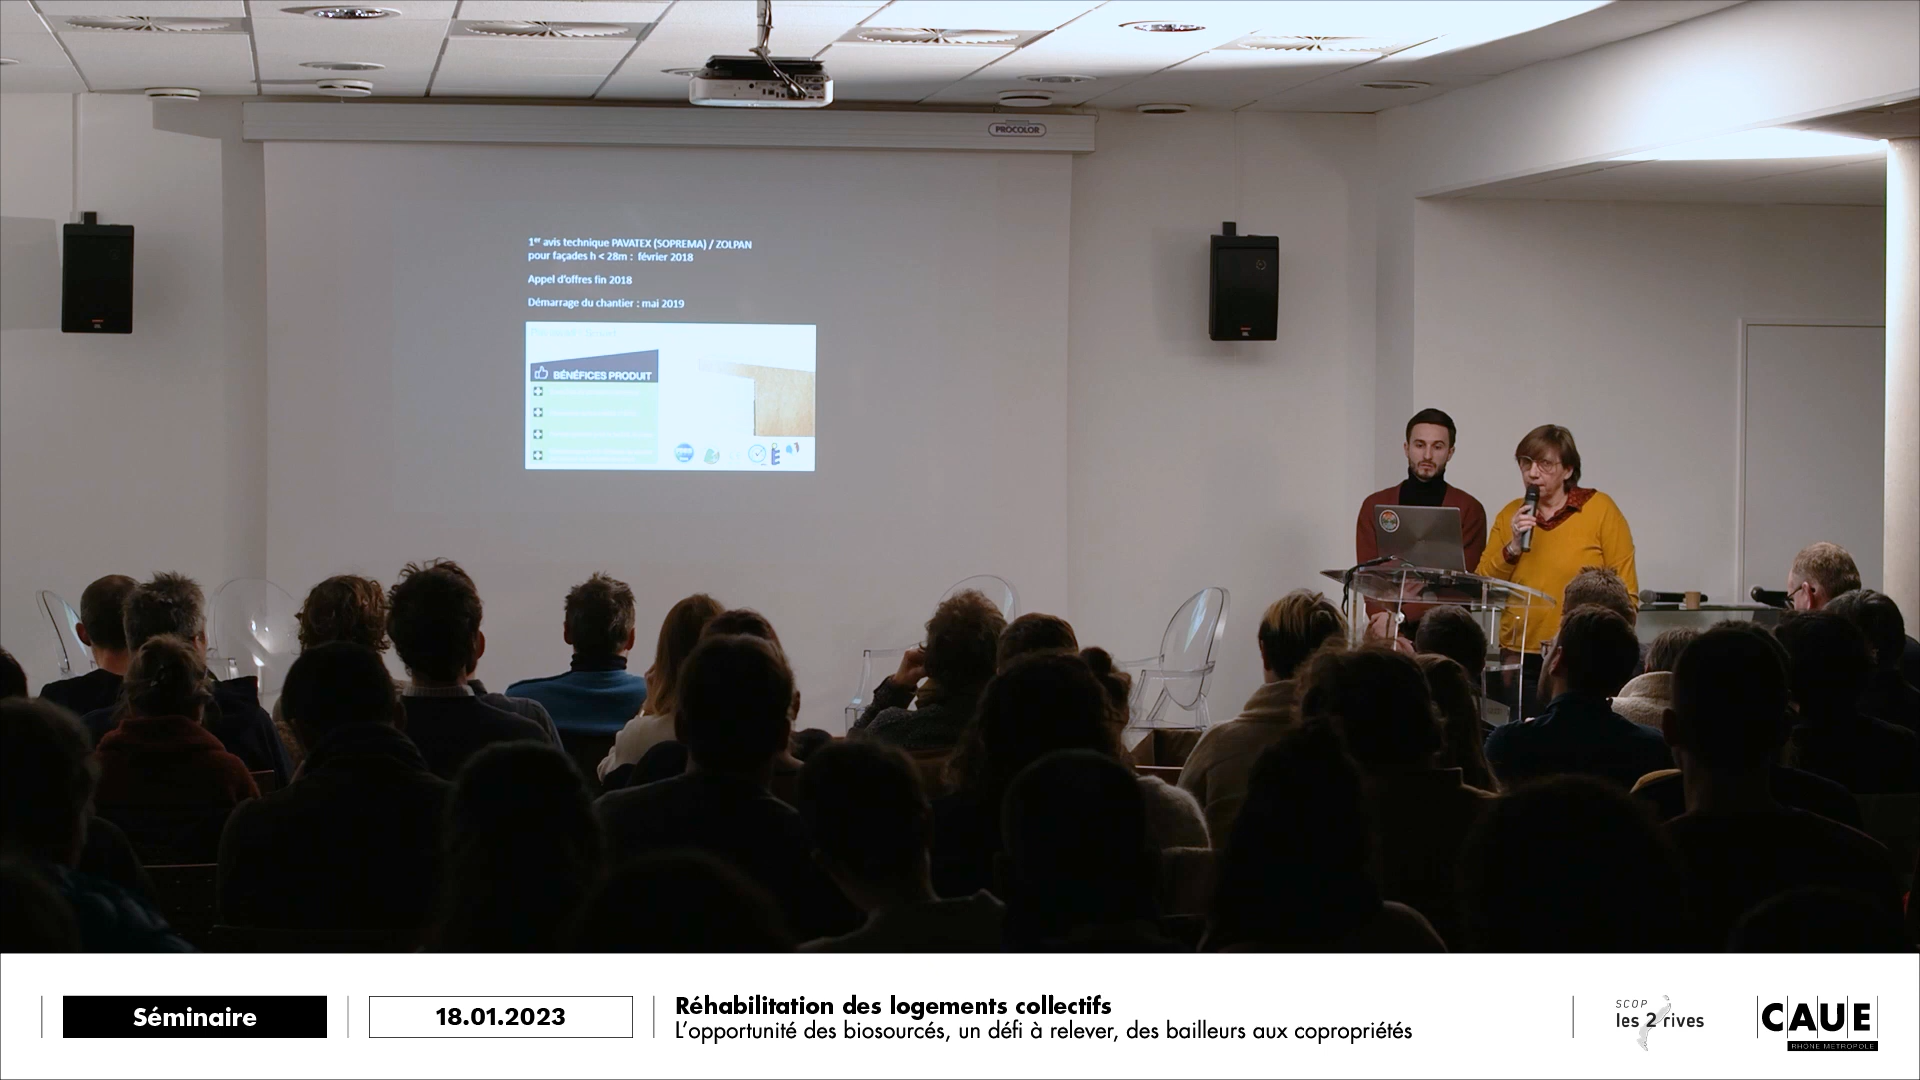 PROCOLOR
1er avis technique PAVATEX (SOPREMA) / ZOLPAN
pour façades h < 28m : février 2018
Appel d'offres fin 2018
Démarrage du chantier : mai 2019
BÉNÉFICES PRODUIT
Séminaire
18.01.2023
Réhabilitation des logements collectifs
L'opportunité des biosourcés, un défi à relever, des bailleurs aux copropriétés
SCOP
les 2 rives
CAUE
RHÔNE MÉTROPOLE